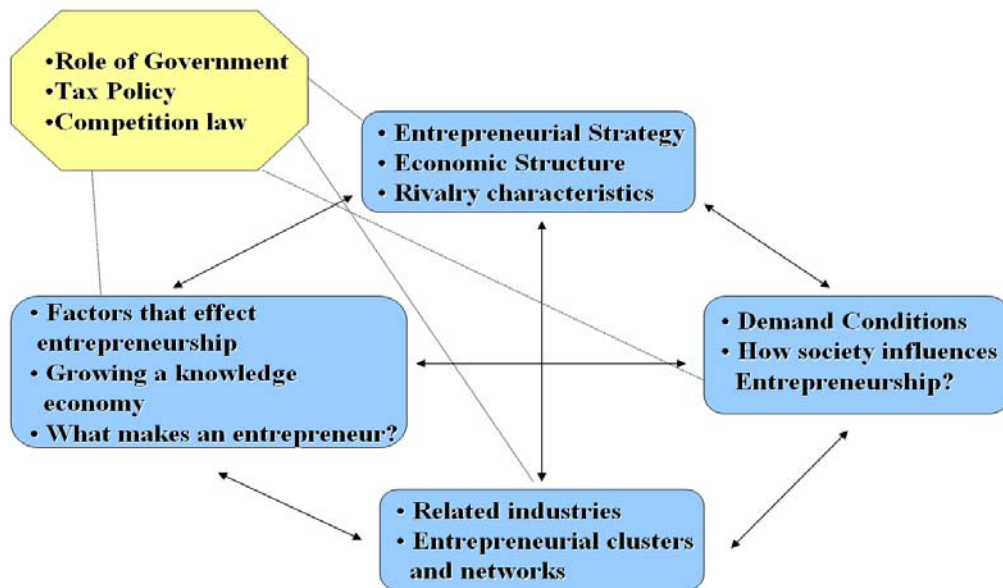 •Role of Government
•Tax Policy
•Competition law
• Entrepreneurial Strategy
• Economic Structure
• Rivalry characteristics
• Factors that effect
entrepreneurship
• Growing a knowledge
economy
• What makes an entrepreneur?
• Demand Conditions
• How society influences
Entrepreneurship?
• Related industries
• Entrepreneurial clusters
and networks